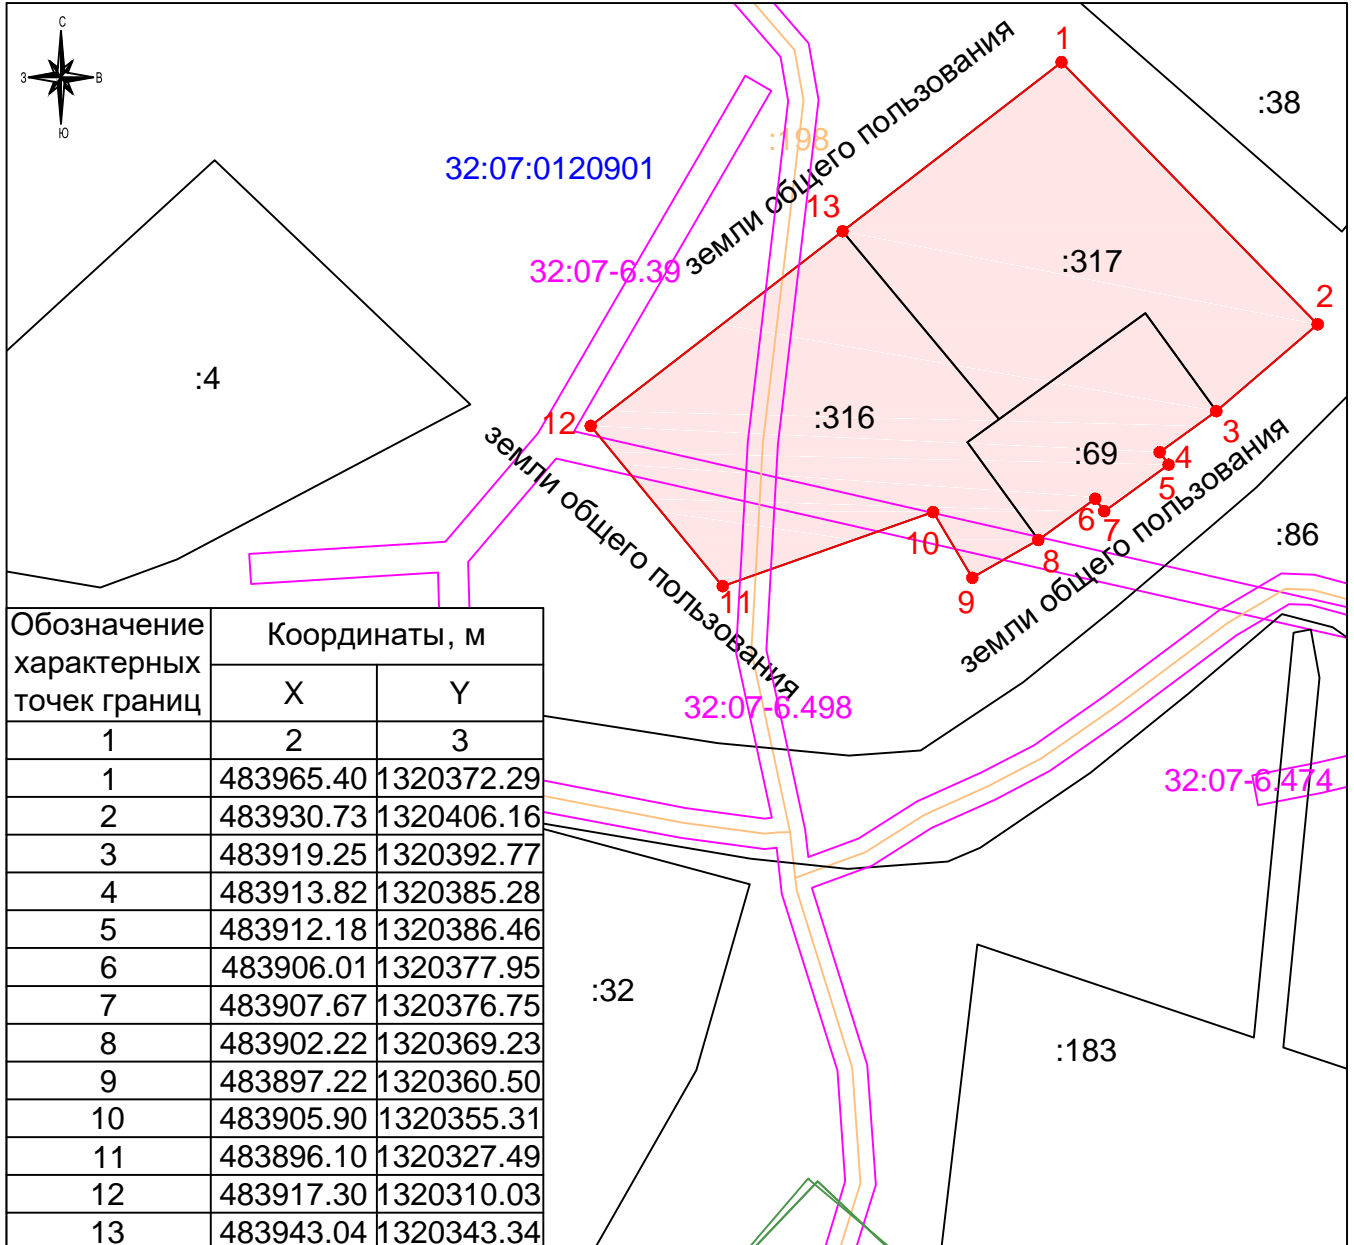 С
З
В
Ю
1
:38
земли общего пользования
:198
32:07:0120901
13
:317
32:07-6.39
2
:4
12
:316
3
земли общего пользования
:69
4
5
6
7
10
8
:86
9
11
земли общего пользования
32:07-6.498
32:07-6.474
:32
:183
Обозначение характерных точек границ
Координаты, м
X Y
1 2 3
1 483965.40 1320372.29
2 483930.73 1320406.16
3 483919.25 1320392.77
4 483913.82 1320385.28
5 483912.18 1320386.46
6 483906.01 1320377.95
7 483907.67 1320376.75
8 483902.22 1320369.23
9 483897.22 1320360.50
10 483905.90 1320355.31
11 483896.10 1320327.49
12 483917.30 1320310.03
13 483943.04 1320343.34